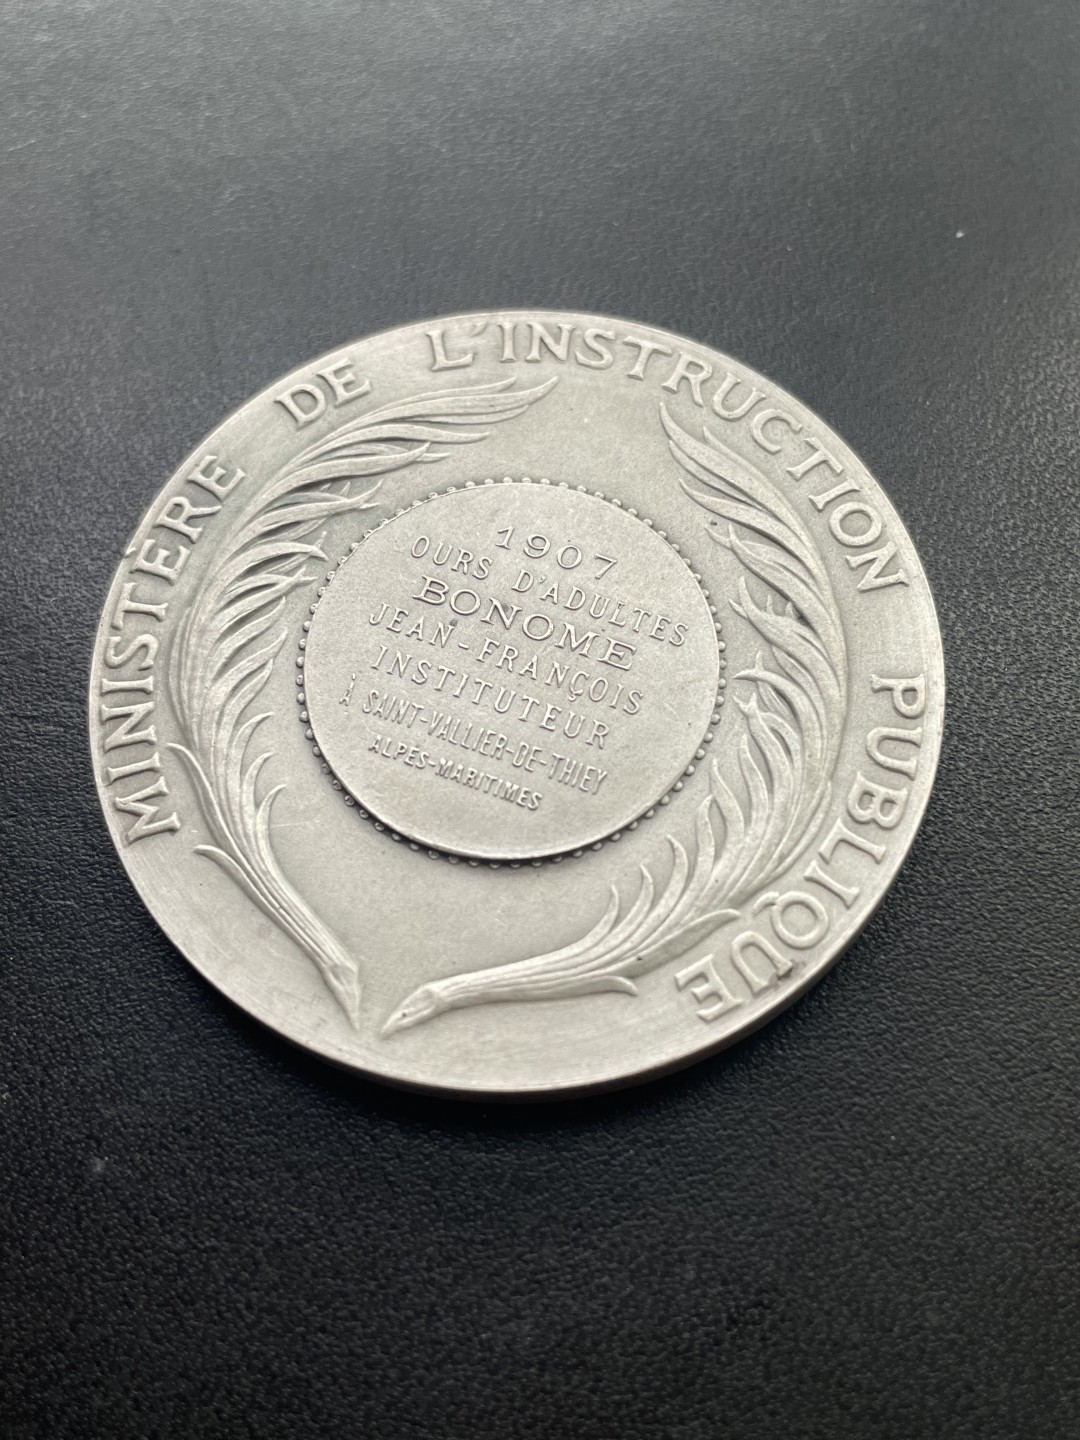 MINISTÈRE DE L'INSTRUCTION PUBLIQUE
1907
OURS D'ADULTES
BONOME
JEAN-FRANÇOIS
INSTITUTEUR
À SAINT-VALLIER-DE-THIEY
ALPES-MARITIMES